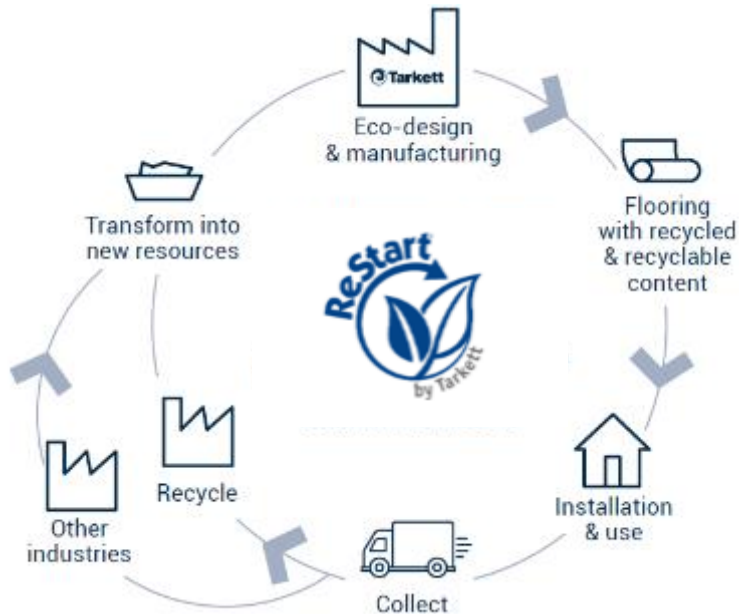 Tarkett
Eco-design
& manufacturing
Flooring
with recycled
& recyclable
content
Installation
& use
Collect
Recycle
Other
industries
Transform into
new resources
ReStart®
by Tarkett